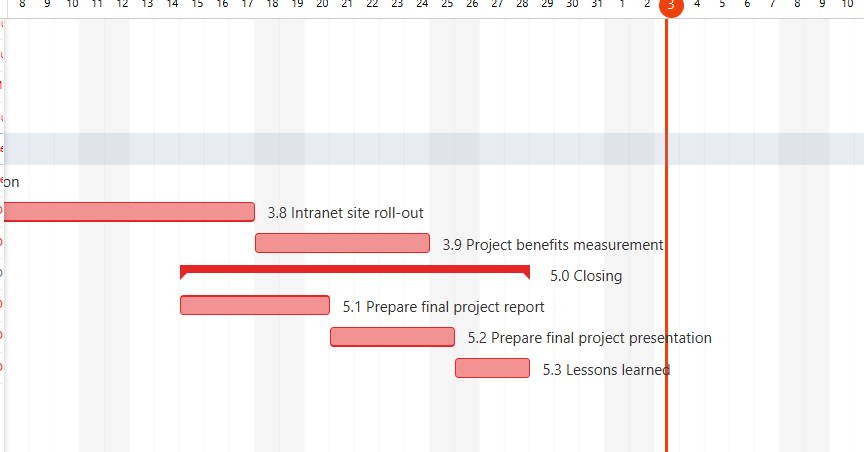 8 9 10 11 12 13 14 15 16 17 18 19 20 21 22 23 24 25 26 27 28 29 30 31 1 2 3 4 5 6 7 8 9 10
on
3.8 Intranet site roll-out
3.9 Project benefits measurement
5.0 Closing
5.1 Prepare final project report
5.2 Prepare final project presentation
5.3 Lessons learned